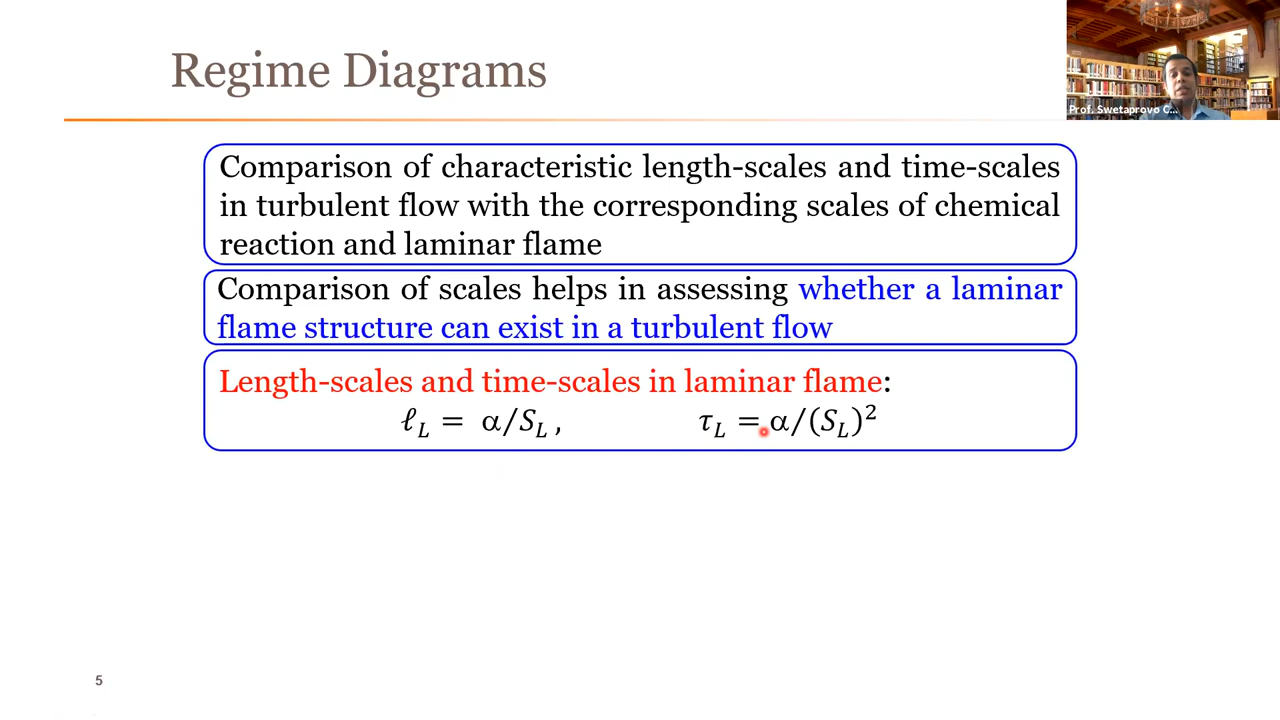 Regime Diagrams
Prof. Swetaprovo C...
Comparison of characteristic length-scales and time-scales
in turbulent flow with the corresponding scales of chemical
reaction and laminar flame
Comparison of scales helps in assessing whether a laminar
flame structure can exist in a turbulent flow
Length-scales and time-scales in laminar flame:
ℓ_L = α/S_L , τ_L = α/(S_L)²
5